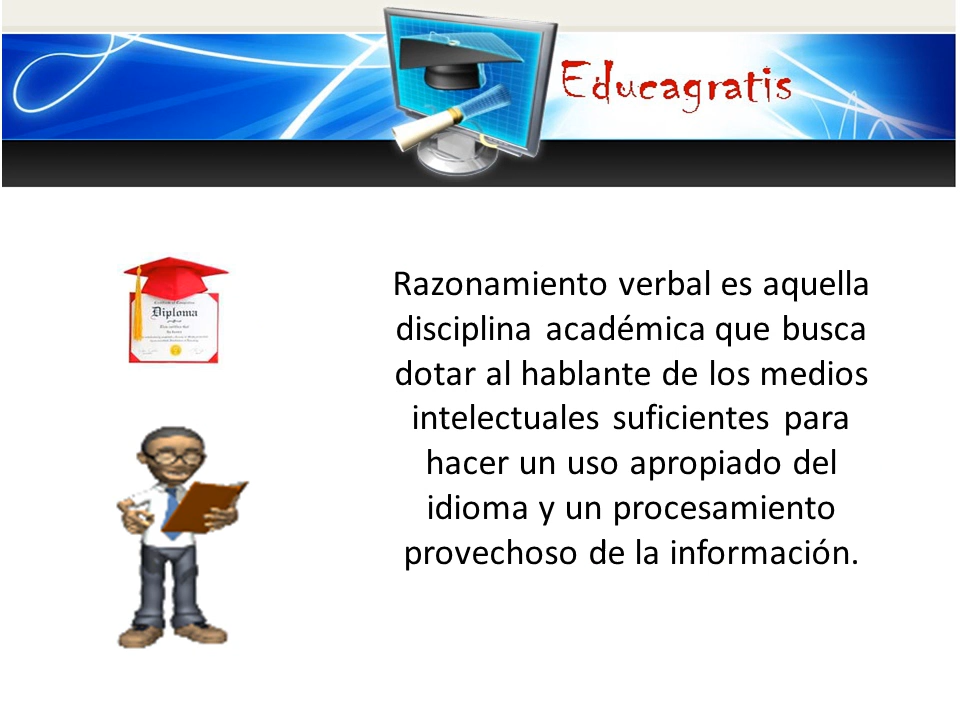 Educagratis
Diploma
Razonamiento verbal es aquella
disciplina académica que busca
dotar al hablante de los medios
intelectuales suficientes para
hacer un uso apropiado del
idioma y un procesamiento
provechoso de la información.